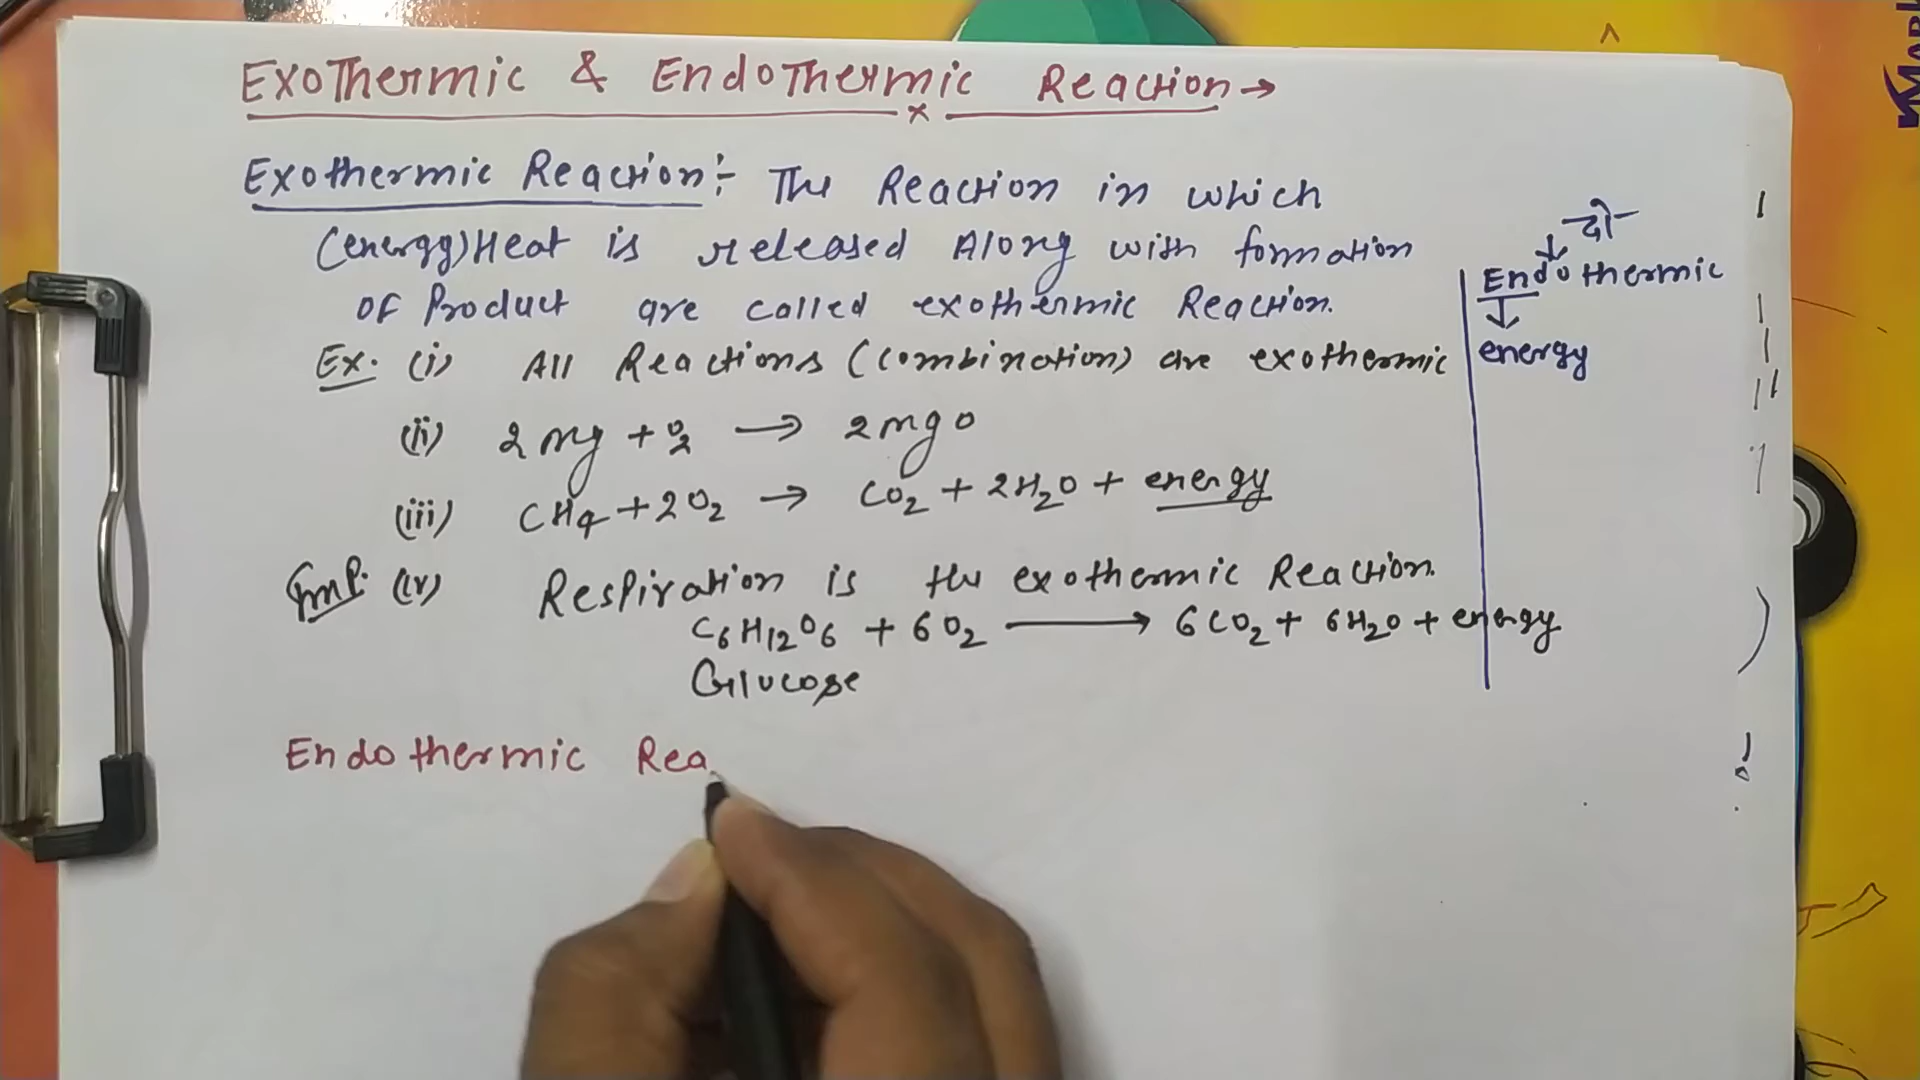 Exothermic & Endothermic Reaction →
Exothermic Reaction :- The Reaction in which
(energy) Heat is released Along with formation
of Product are called exothermic Reaction.
Ex. (i) All Reactions (combination) are exothermic
(ii) 2mg + O2 → 2mgo
(iii) CH4 + 2O2 → CO2 + 2H2O + energy
Imp. (iv) Respiration is the exothermic Reaction.
C6H12O6 + 6O2 → 6CO2 + 6H2O + energy
Glucose
Endothermic Rea
दो
↓
Endothermic
↓
energy